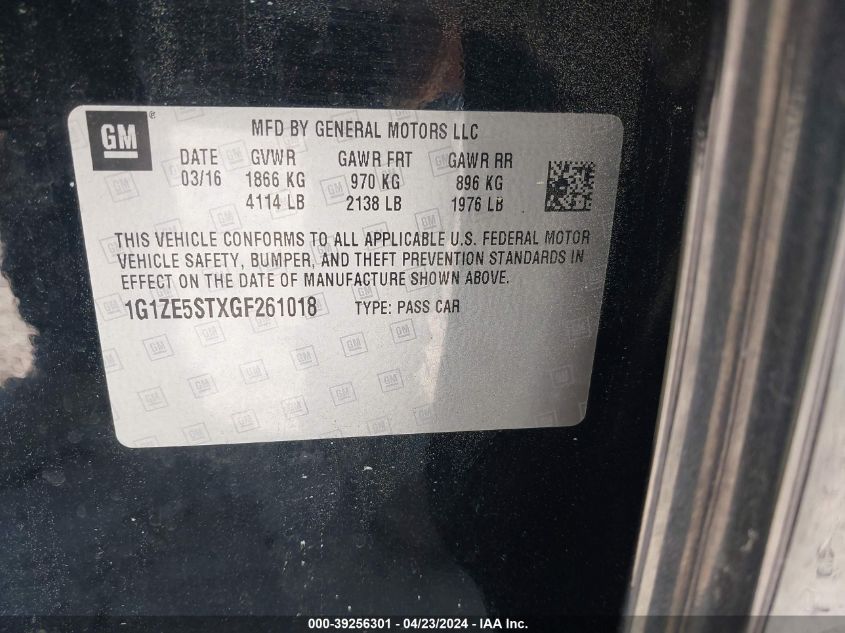 GM®
MFD BY GENERAL MOTORS LLC
DATE GVWR GAWR FRT GAWR RR
03/16 1866 KG 970 KG 896 KG
4114 LB 2138 LB 1976 LB
THIS VEHICLE CONFORMS TO ALL APPLICABLE U.S. FEDERAL MOTOR
VEHICLE SAFETY, BUMPER, AND THEFT PREVENTION STANDARDS IN
EFFECT ON THE DATE OF MANUFACTURE SHOWN ABOVE.
1G1ZE5STXGF261018 TYPE: PASS CAR
000-39256301 - 04/23/2024 - IAA Inc.